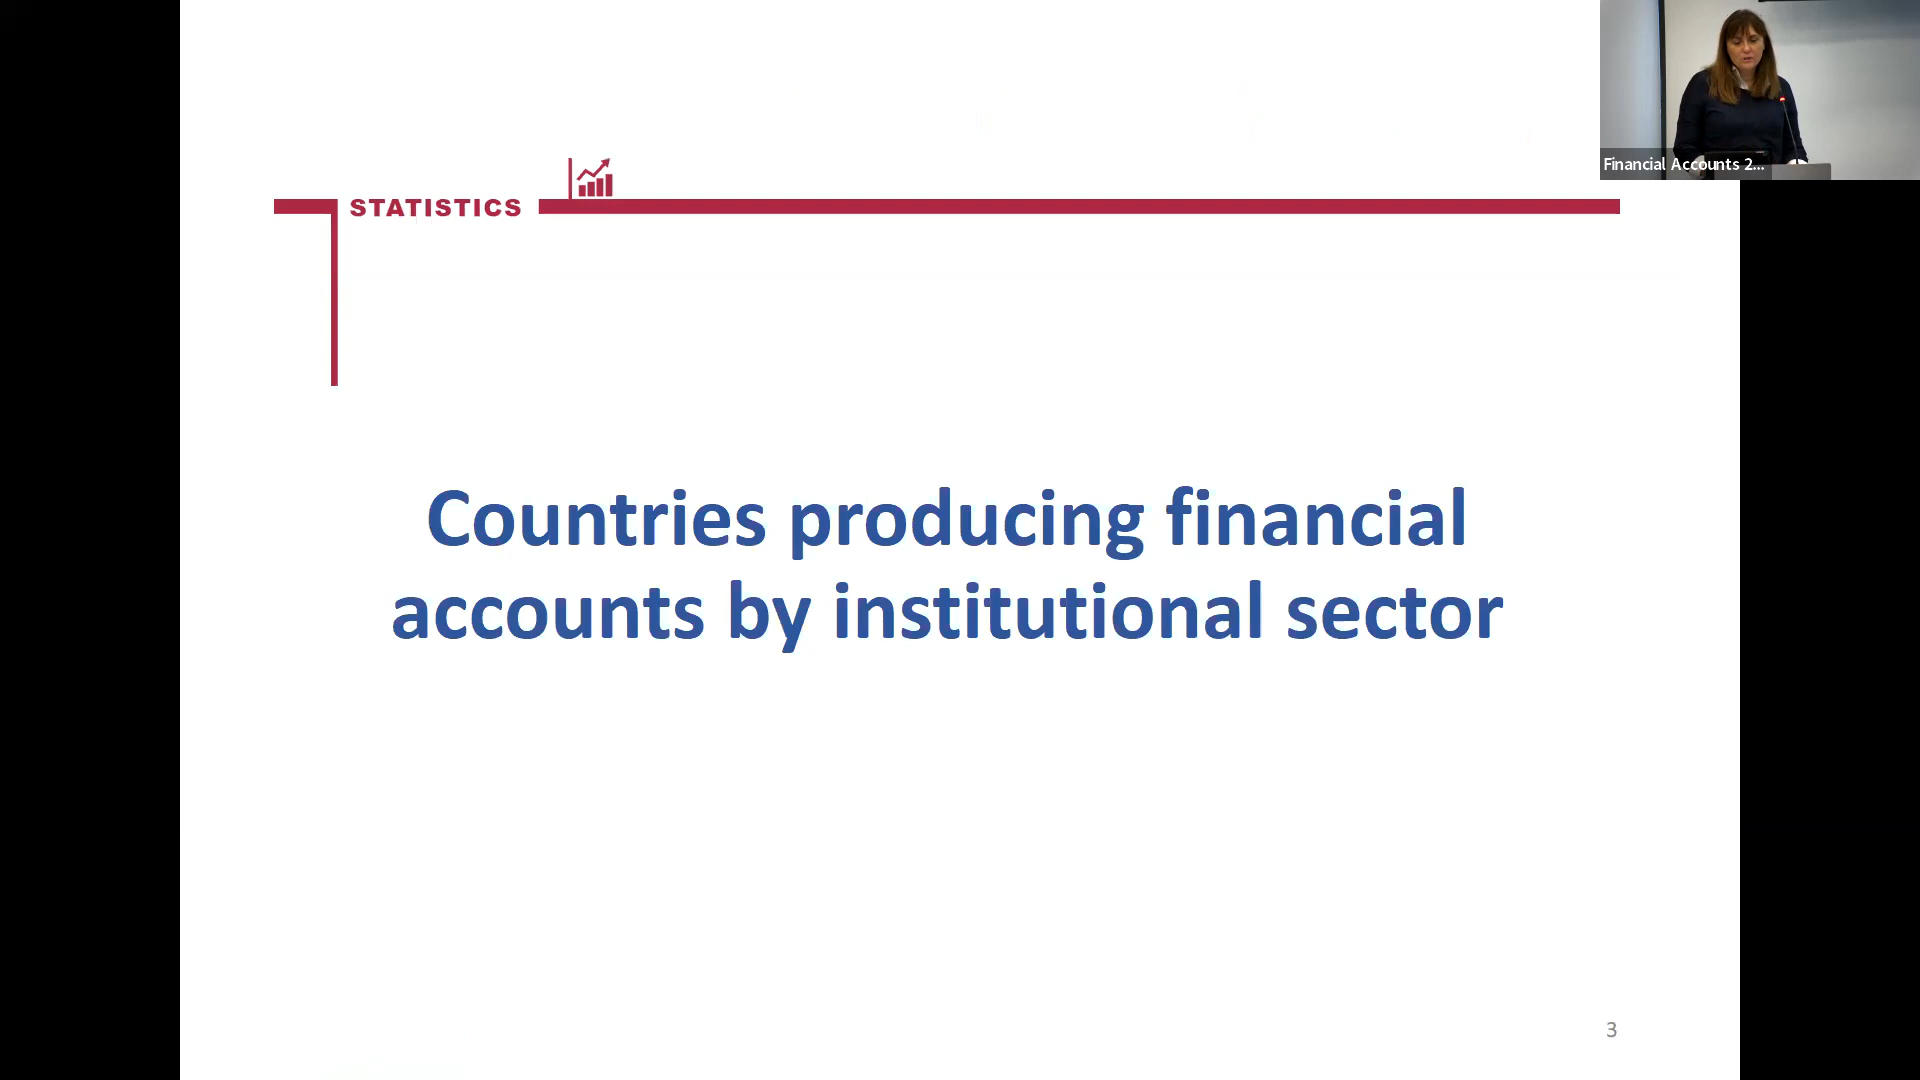 Financial Accounts 2...
STATISTICS
Countries producing financial
accounts by institutional sector
3